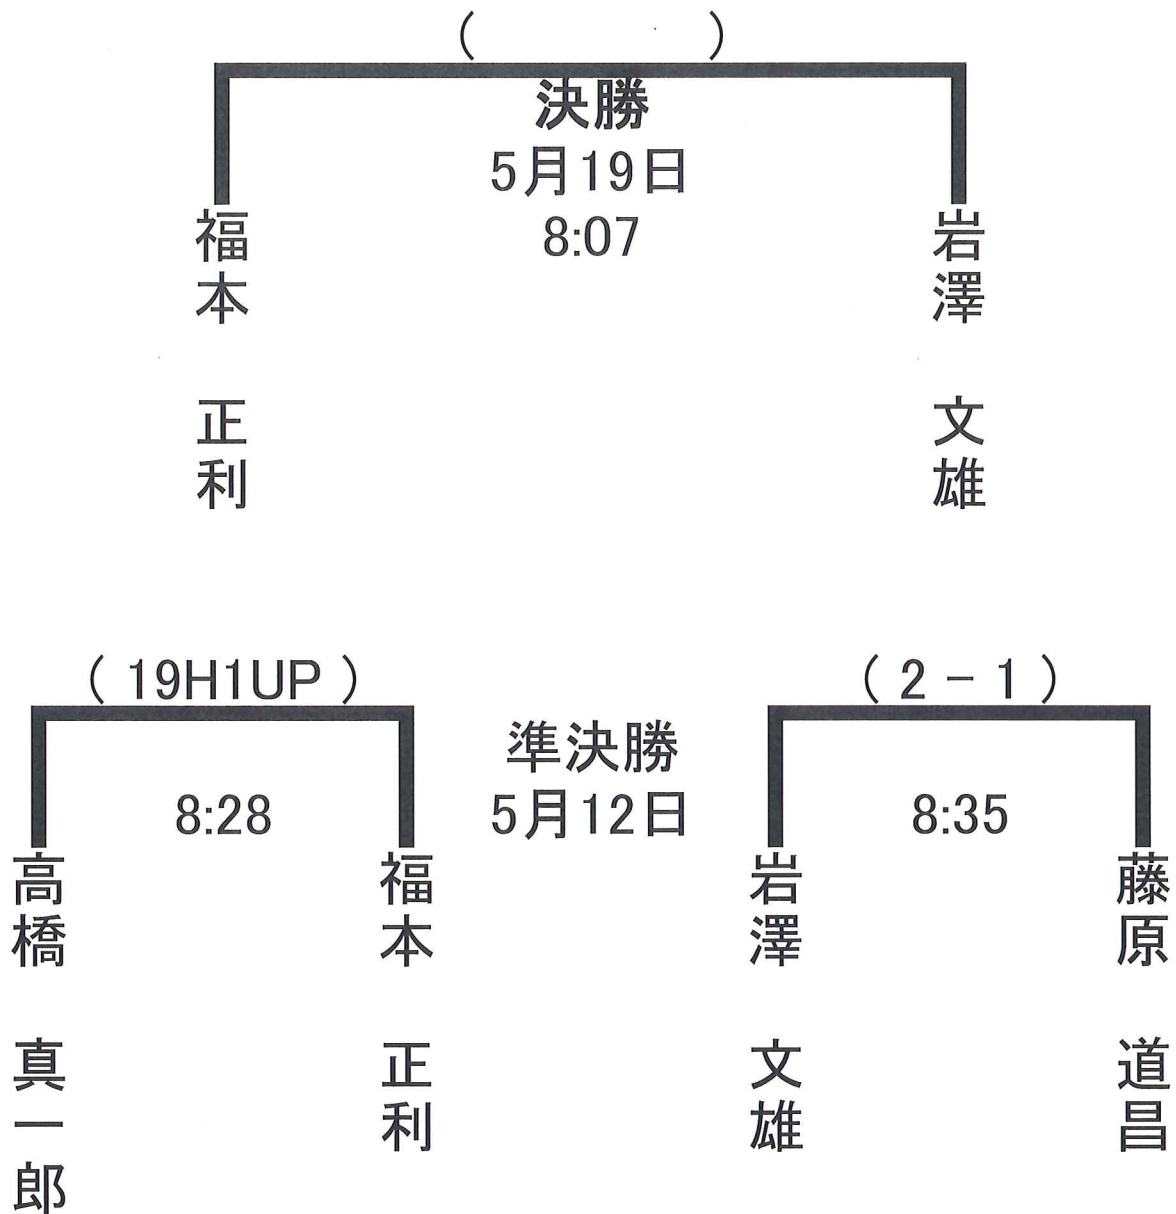 (          )
決勝
5月19日
8:07
福本　正利
岩澤　文雄
( 19H1UP )
( 2 − 1 )
準決勝
5月12日
8:28
8:35
高橋　真一郎
福本　正利
岩澤　文雄
藤原　道昌